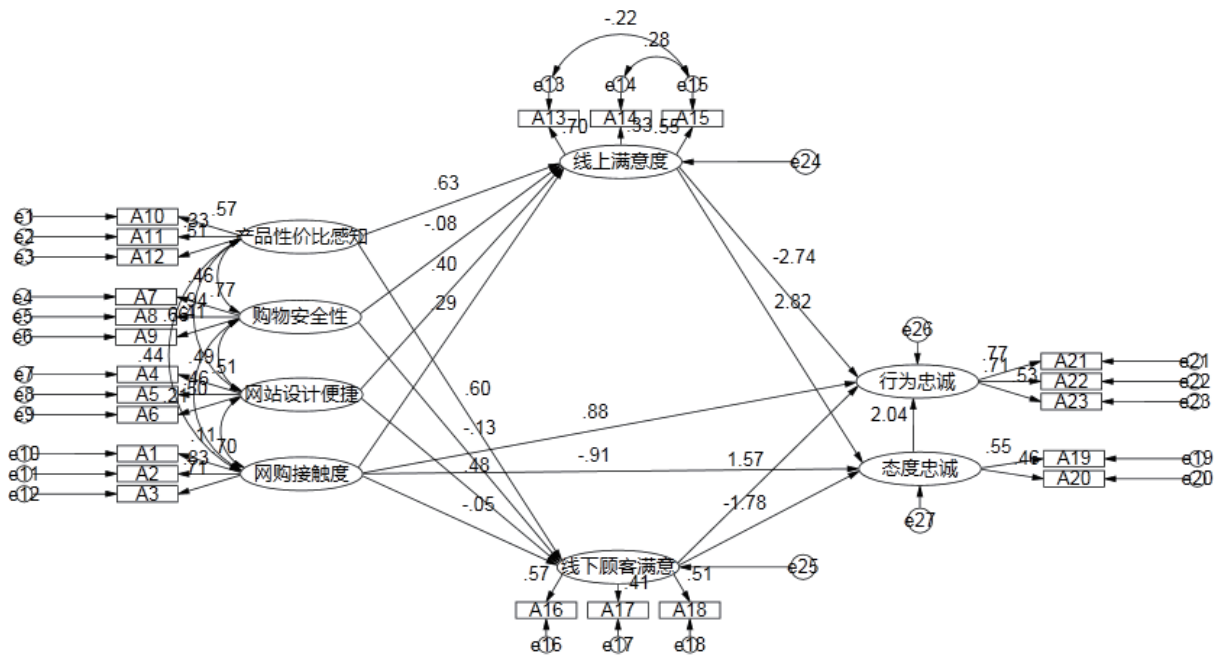 -.22
.28
e13
e14
e15
A13
A14
A15
.70
.33
.55
线上满意度
e24
.63
-.08
.40
.29
e1
A10
.57
e2
A11
.33
e3
A12
.51
产品性价比感知
e4
A7
.77
e5
A8
.94
e6
A9
.41
购物安全性
.46
.66
.44
e7
A4
.51
e8
A5
.46
e9
A6
.50
网站设计便捷
.49
.21
.11
e10
A1
.70
e11
A2
.83
e12
A3
.71
网购接触度
-2.74
2.82
e26
行为忠诚
.77
A21
e21
.71
A22
e22
.53
A23
e23
2.04
.88
-.91
1.57
-1.78
态度忠诚
.55
A19
e19
.46
A20
e20
e27
.60
-.13
.48
-.05
线下顾客满意
e25
.57
.41
.51
A16
A17
A18
e16
e17
e18